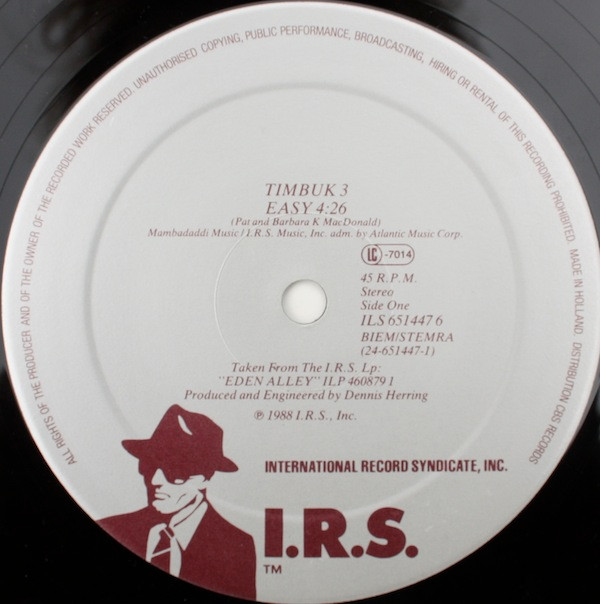 ALL RIGHTS OF THE PRODUCER AND OF THE OWNER OF THE RECORDED WORK RESERVED. UNAUTHORISED COPYING, PUBLIC PERFORMANCE, BROADCASTING, HIRING OR RENTAL OF THIS RECORDING PROHIBITED. MADE IN HOLLAND. DISTRIBUTION CBS RECORDS
TIMBUK 3
EASY 4:26
(Pat and Barbara K MacDonald)
Mambadaddi Music / I.R.S. Music, Inc. adm. by Atlantic Music Corp.
LC -7014
45 R.P.M.
Stereo
Side One
ILS 651447 6
BIEM/STEMRA
(24-651447-1)
Taken From The I.R.S. Lp:
"EDEN ALLEY" ILP 460879 1
Produced and Engineered by Dennis Herring
℗ 1988 I.R.S., Inc.
INTERNATIONAL RECORD SYNDICATE, INC.
I.R.S.
TM